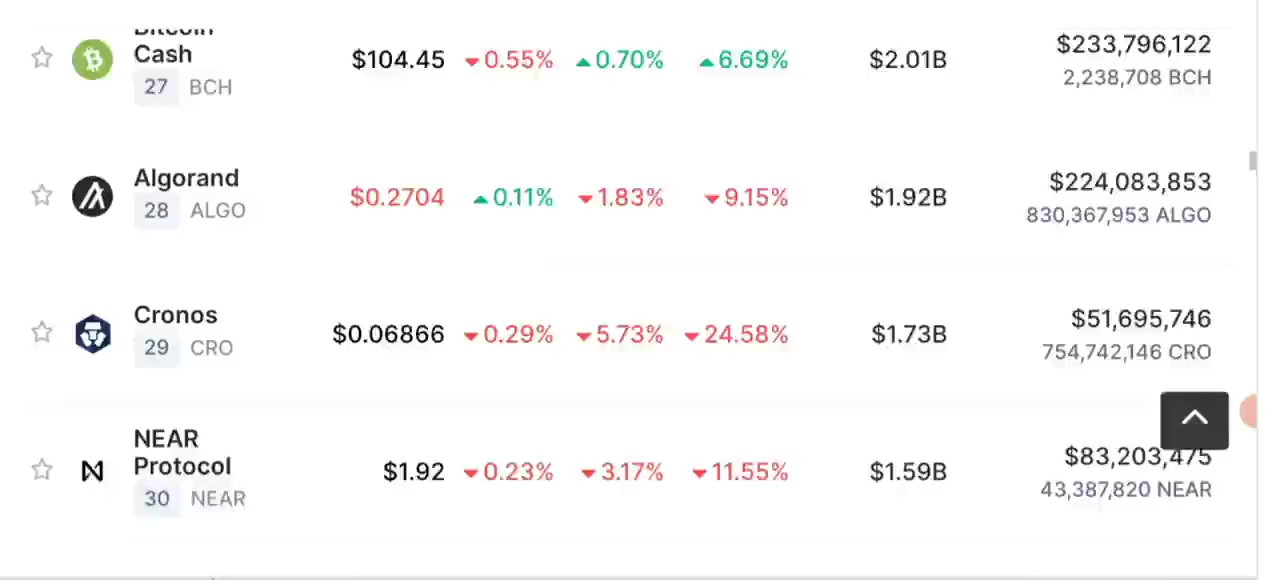 Bitcoin
Cash
27 BCH
$104.45 0.55% 0.70% 6.69% $2.01B $233,796,122
2,238,708 BCH
Algorand
28 ALGO
$0.2704 0.11% 1.83% 9.15% $1.92B $224,083,853
830,367,953 ALGO
Cronos
29 CRO
$0.06866 0.29% 5.73% 24.58% $1.73B $51,695,746
754,742,146 CRO
NEAR
Protocol
30 NEAR
$1.92 0.23% 3.17% 11.55% $1.59B $83,203,475
43,387,820 NEAR